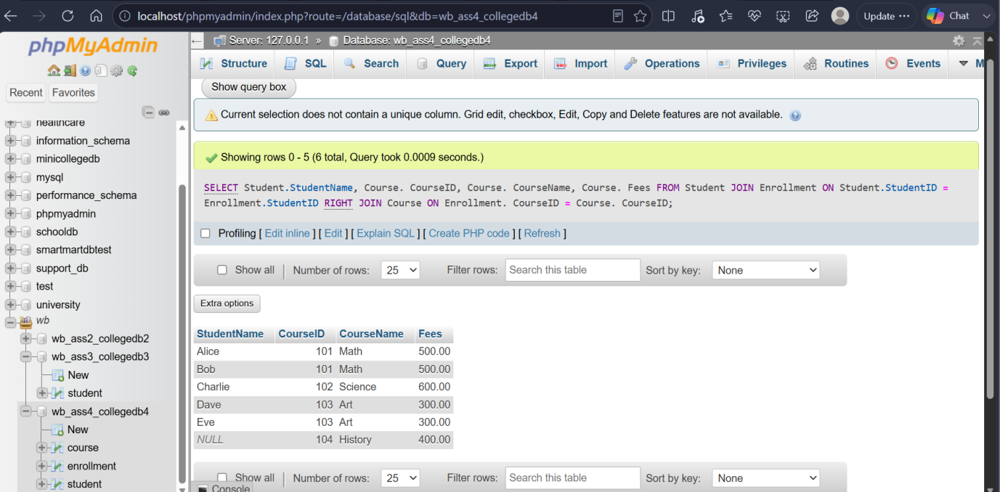 localhost/phpmyadmin/index.php?route=/database/sql&db=wb_ass4_collegedb4
Update
Chat
phpMyAdmin
Recent Favorites
healthcare
information_schema
minicollegedb
mysql
performance_schema
phpmyadmin
schooldb
smartmartdbtest
support_db
test
university
wb
wb_ass2_collegedb2
wb_ass3_collegedb3
New
student
wb_ass4_collegedb4
New
course
enrollment
student
Server: 127.0.0.1 » Database: wb_ass4_collegedb4
Structure SQL Search Query Export Import Operations Privileges Routines Events M
Show query box
Current selection does not contain a unique column. Grid edit, checkbox, Edit, Copy and Delete features are not available.
Showing rows 0 - 5 (6 total, Query took 0.0009 seconds.)
SELECT Student.StudentName, Course. CourseID, Course. CourseName, Course. Fees FROM Student JOIN Enrollment ON Student.StudentID =
Enrollment.StudentID RIGHT JOIN Course ON Enrollment. CourseID = Course. CourseID;
Profiling [ Edit inline ] [ Edit ] [ Explain SQL ] [ Create PHP code ] [ Refresh ]
Show all | Number of rows: 25 Filter rows: Search this table Sort by key: None
Extra options
StudentName CourseID CourseName Fees
Alice 101 Math 500.00
Bob 101 Math 500.00
Charlie 102 Science 600.00
Dave 103 Art 300.00
Eve 103 Art 300.00
NULL 104 History 400.00
Show all | Number of rows: 25 Filter rows: Search this table Sort by key: None
Console